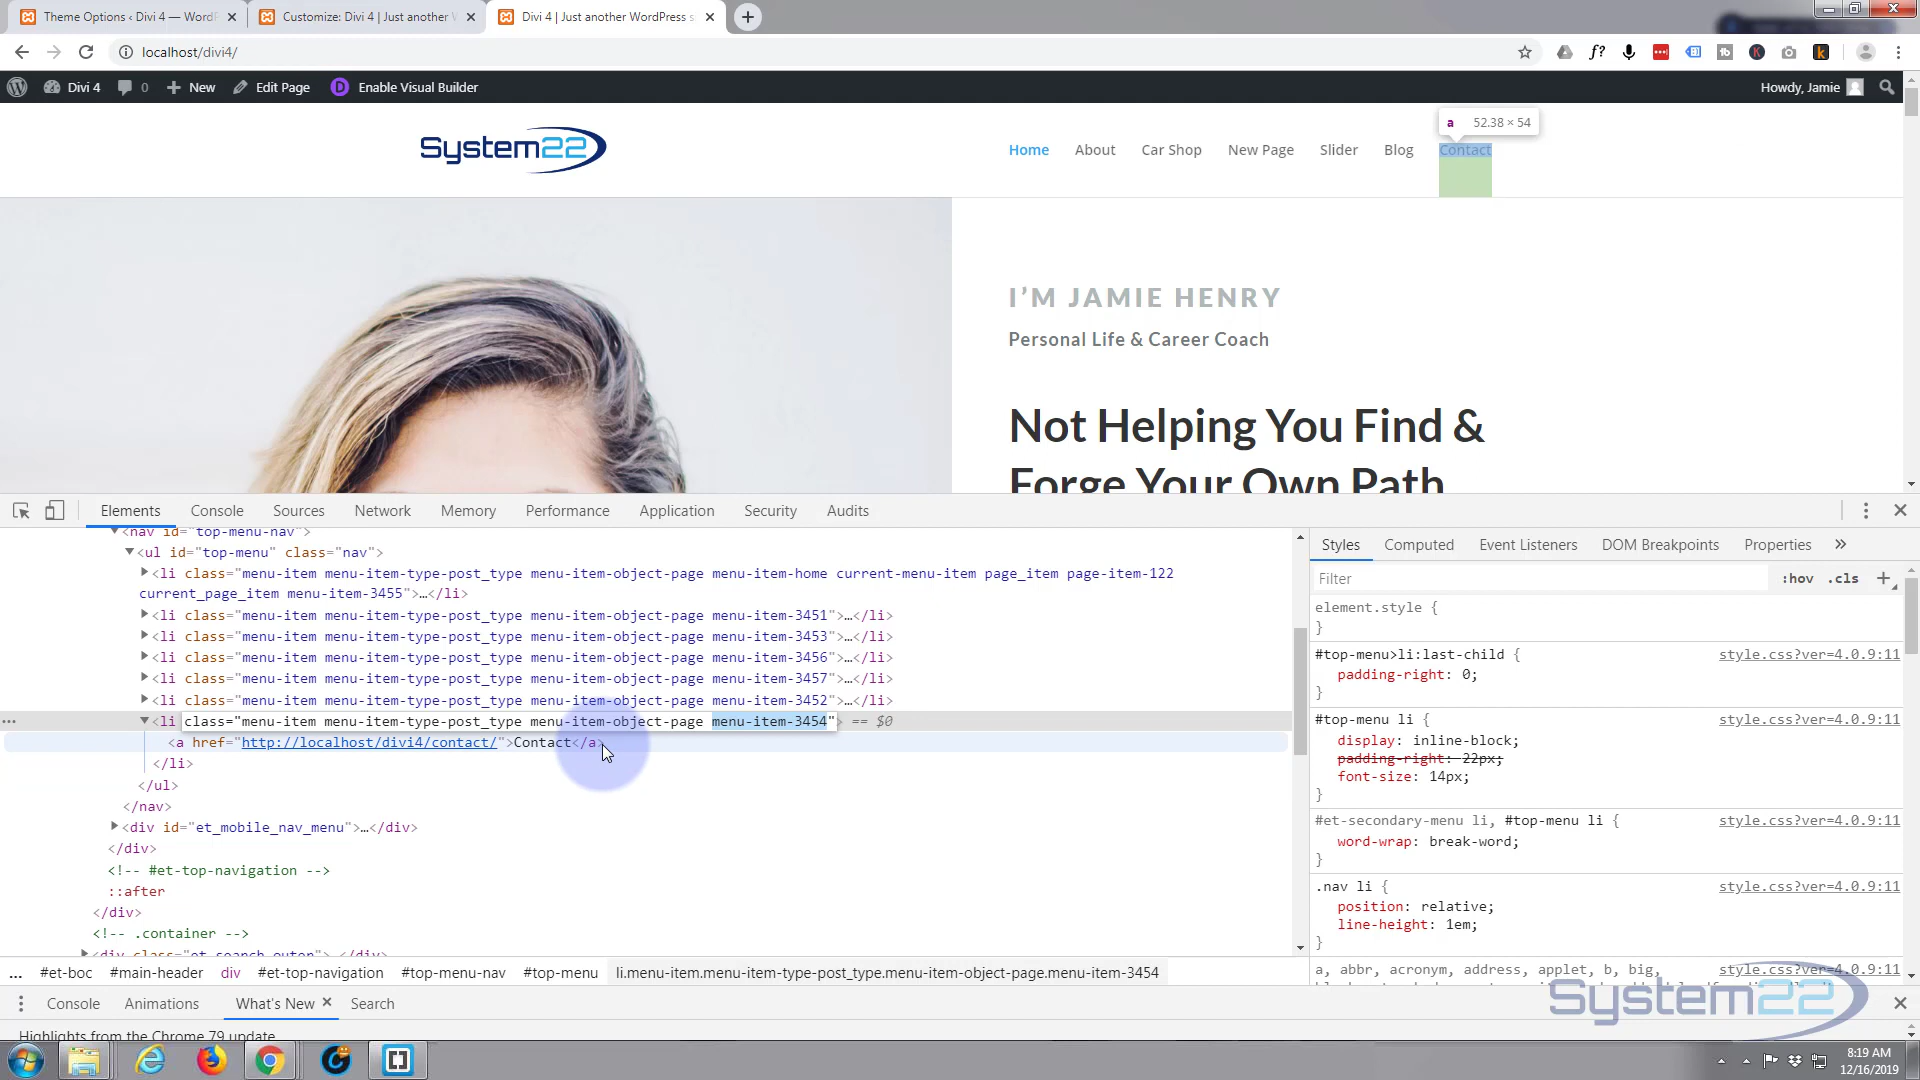 Theme Options ‹ Divi 4 — WordP
Customize: Divi 4 | Just another W
Divi 4 | Just another WordPress s
localhost/divi4/
Divi 4
0
New
Edit Page
Enable Visual Builder
Howdy, Jamie
System22
Home
About
Car Shop
New Page
Slider
Blog
Contact
a 52.38 × 54
I'M JAMIE HENRY
Personal Life & Career Coach
Not Helping You Find &
Forge Your Own Path
Elements
Console
Sources
Network
Memory
Performance
Application
Security
Audits
<nav id="top-menu-nav">
<ul id="top-menu" class="nav">
<li class="menu-item menu-item-type-post_type menu-item-object-page menu-item-home current-menu-item page_item page-item-122
current_page_item menu-item-3455">…</li>
<li class="menu-item menu-item-type-post_type menu-item-object-page menu-item-3451">…</li>
<li class="menu-item menu-item-type-post_type menu-item-object-page menu-item-3453">…</li>
<li class="menu-item menu-item-type-post_type menu-item-object-page menu-item-3456">…</li>
<li class="menu-item menu-item-type-post_type menu-item-object-page menu-item-3457">…</li>
<li class="menu-item menu-item-type-post_type menu-item-object-page menu-item-3452">…</li>
<li class="menu-item menu-item-type-post_type menu-item-object-page menu-item-3454"> == $0
<a href="http://localhost/divi4/contact/">Contact</a>
</li>
</ul>
</nav>
<div id="et_mobile_nav_menu">…</div>
</div>
<!-- #et-top-navigation -->
::after
</div>
<!-- .container -->
<div class="et_search_outer">…</div>
Styles
Computed
Event Listeners
DOM Breakpoints
Properties
Filter
:hov
.cls
element.style {
}
#top-menu>li:last-child { style.css?ver=4.0.9:11
padding-right: 0;
}
#top-menu li { style.css?ver=4.0.9:11
display: inline-block;
padding-right: 22px;
font-size: 14px;
}
#et-secondary-menu li, #top-menu li { style.css?ver=4.0.9:11
word-wrap: break-word;
}
.nav li { style.css?ver=4.0.9:11
position: relative;
line-height: 1em;
}
a, abbr, acronym, address, applet, b, big, style.css?ver=4.0.9:11
... #et-boc #main-header div #et-top-navigation #top-menu-nav #top-menu li.menu-item.menu-item-type-post_type.menu-item-object-page.menu-item-3454
Console
Animations
What's New
Search
Highlights from the Chrome 79 update
System22
8:19 AM
12/16/2019